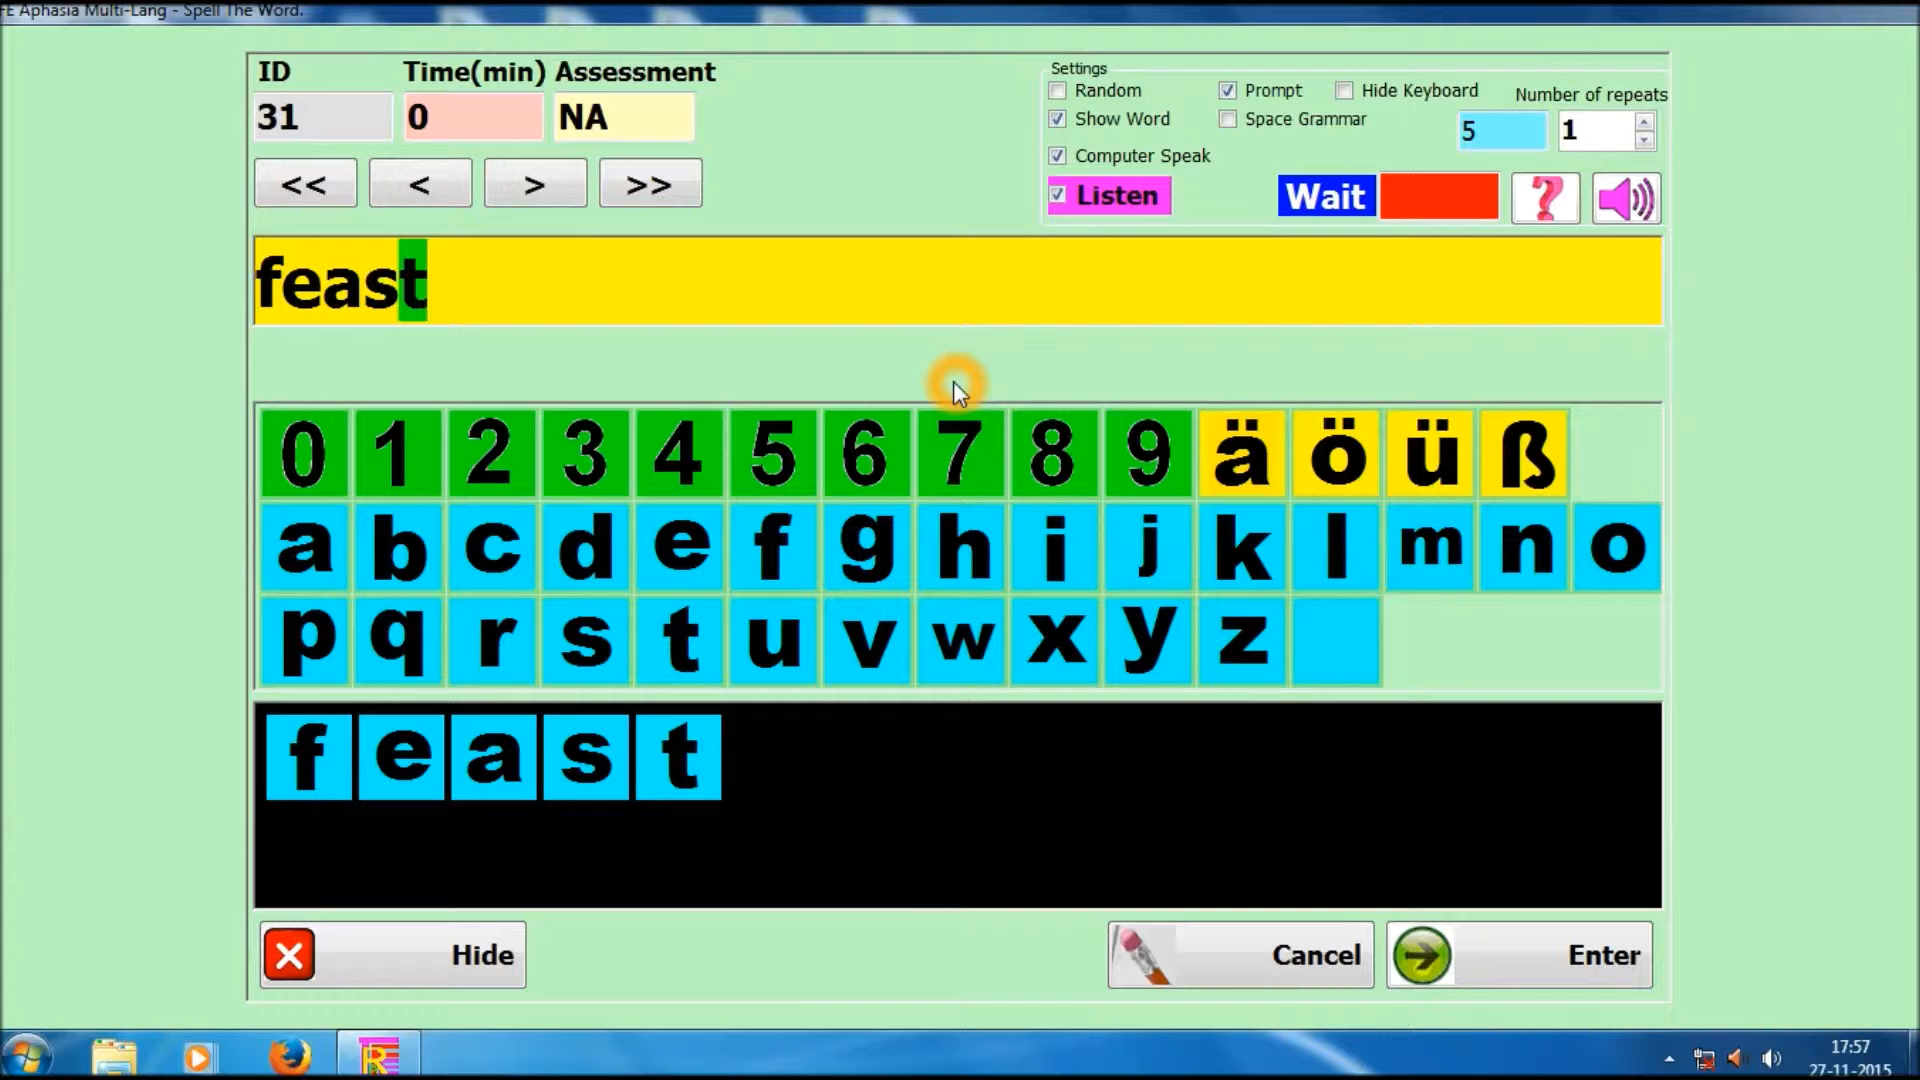 FE Aphasia Multi-Lang - Spell The Word.
ID Time(min) Assessment
31 0 NA
<< < > >>
Settings
Random Prompt Hide Keyboard Number of repeats
Show Word Space Grammar 5 1
Computer Speak
Listen Wait ?
feast
0 1 2 3 4 5 6 7 8 9 ä ö ü ß
a b c d e f g h i j k l m n o
p q r s t u v w x y z
f e a s t
Hide Cancel Enter
17:57
27-11-2015